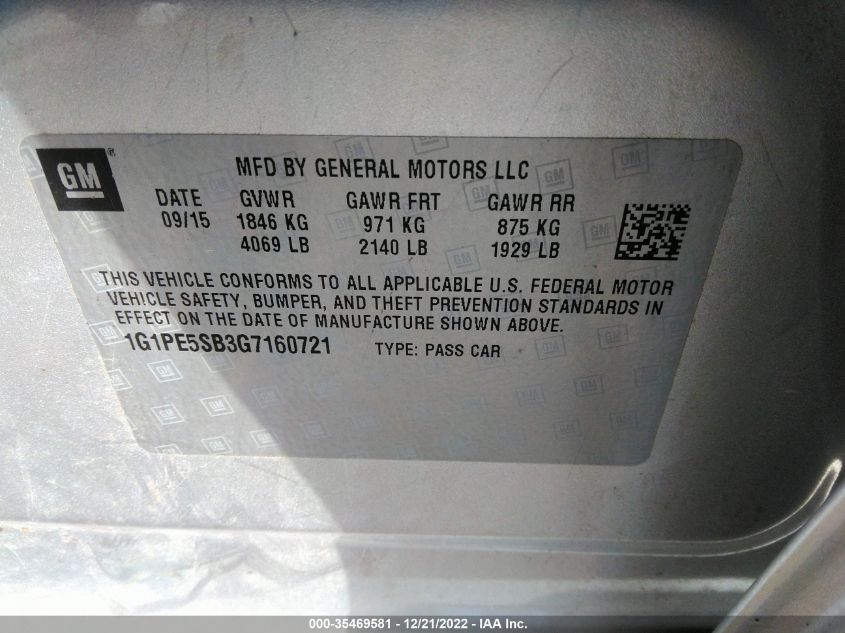 GM
MFD BY GENERAL MOTORS LLC
DATE GVWR GAWR FRT GAWR RR
09/15 1846 KG 971 KG 875 KG
4069 LB 2140 LB 1929 LB
THIS VEHICLE CONFORMS TO ALL APPLICABLE U.S. FEDERAL MOTOR
VEHICLE SAFETY, BUMPER, AND THEFT PREVENTION STANDARDS IN
EFFECT ON THE DATE OF MANUFACTURE SHOWN ABOVE.
1G1PE5SB3G7160721 TYPE: PASS CAR
000-35469581 - 12/21/2022 - IAA Inc.